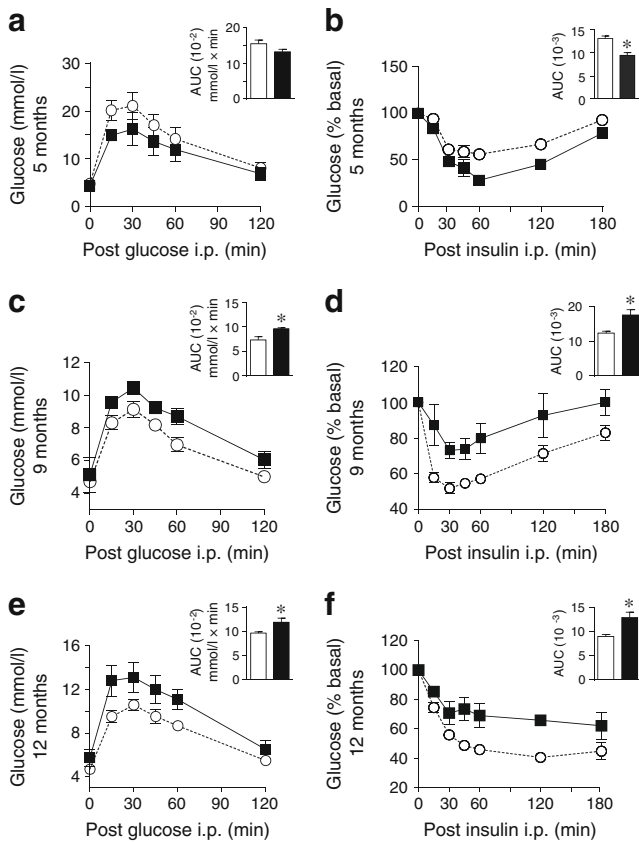 a
AUC (10-2)
mmol/l × min
15
10
5
0
20
Glucose (mmol/l)
5 months
30
20
10
0
0 30 60 90 120
Post glucose i.p. (min)
b
AUC (10-3)
15
10
5
0
*
Glucose (% basal)
5 months
100
50
0
0 30 60 120 180
Post insulin i.p. (min)
c
AUC (10-2)
mmol/l × min
15
10
5
0
*
Glucose (mmol/l)
9 months
12
10
8
6
4
0 30 60 90 120
Post glucose i.p. (min)
d
AUC (10-3)
20
10
0
*
Glucose (% basal)
9 months
120
100
80
60
40
0 30 60 120 180
Post insulin i.p. (min)
e
AUC (10-2)
mmol/l × min
15
10
5
0
*
Glucose (mmol/l)
12 months
16
12
8
4
0 30 60 90 120
Post glucose i.p. (min)
f
AUC (10-3)
15
10
5
0
*
Glucose (% basal)
12 months
120
100
80
60
40
20
0 30 60 120 180
Post insulin i.p. (min)